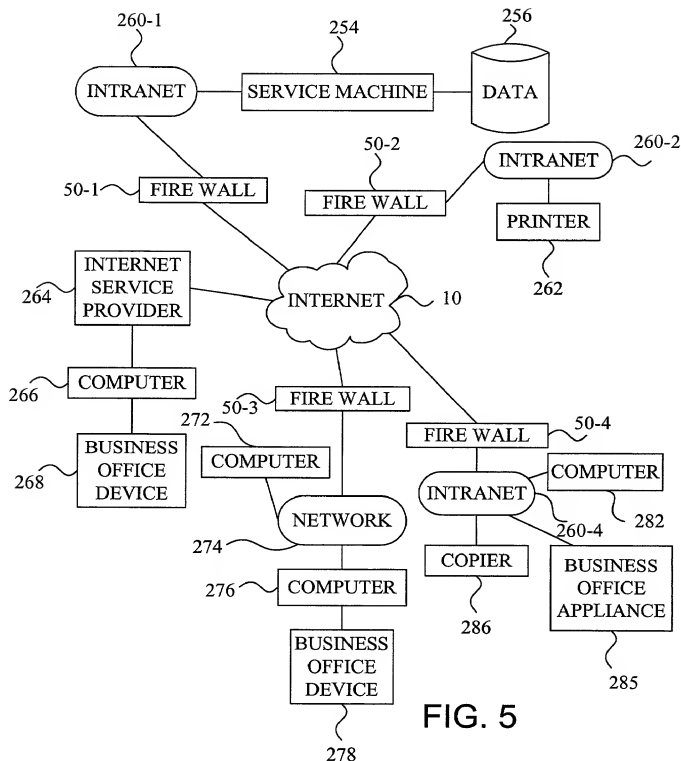 260-1
254
256
INTRANET
SERVICE MACHINE
DATA
50-2
INTRANET
260-2
50-1
FIRE WALL
FIRE WALL
PRINTER
262
INTERNET
SERVICE
PROVIDER
264
INTERNET
10
266
COMPUTER
FIRE WALL
50-3
272
COMPUTER
FIRE WALL
50-4
268
BUSINESS
OFFICE
DEVICE
COMPUTER
282
INTRANET
260-4
NETWORK
274
276
COMPUTER
COPIER
286
BUSINESS
OFFICE
APPLIANCE
285
BUSINESS
OFFICE
DEVICE
278
FIG. 5